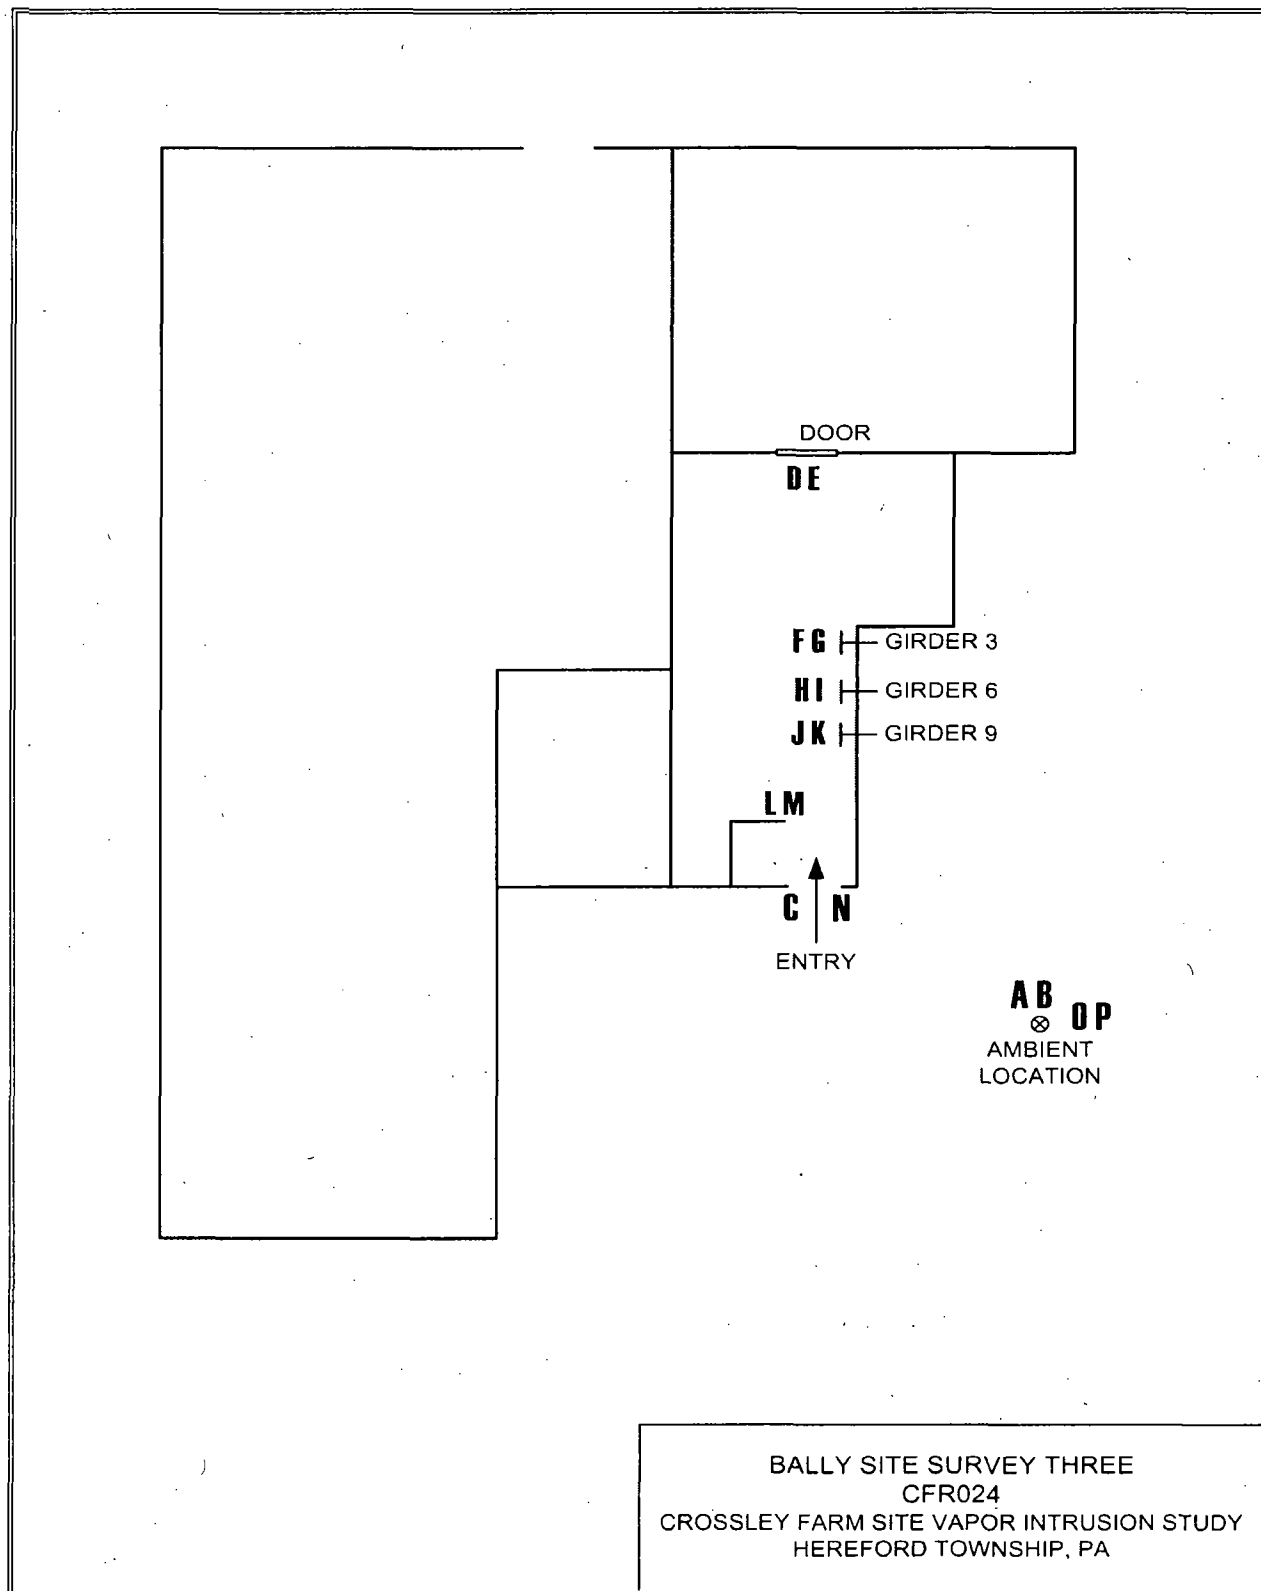 DOOR
DE
FG GIRDER 3
HI GIRDER 6
JK GIRDER 9
LM
C N
ENTRY
AB
OP
AMBIENT
LOCATION
BALLY SITE SURVEY THREE
CFR024
CROSSLEY FARM SITE VAPOR INTRUSION STUDY
HEREFORD TOWNSHIP, PA